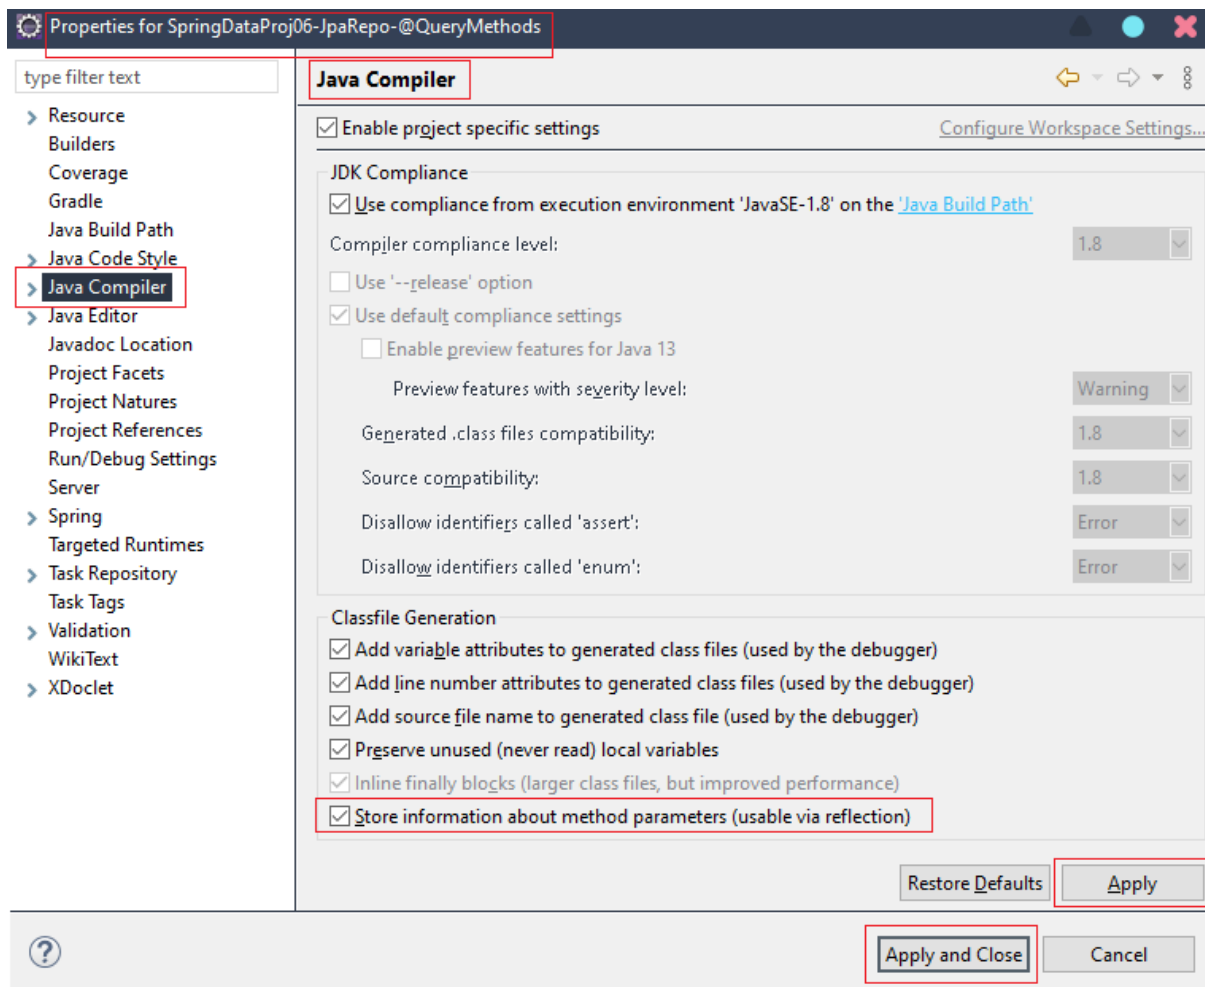 Properties for SpringDataProj06-JpaRepo-@QueryMethods
type filter text
Resource
Builders
Coverage
Gradle
Java Build Path
Java Code Style
Java Compiler
Java Editor
Javadoc Location
Project Facets
Project Natures
Project References
Run/Debug Settings
Server
Spring
Targeted Runtimes
Task Repository
Task Tags
Validation
WikiText
XDoclet
Java Compiler
Enable project specific settings
Configure Workspace Settings...
JDK Compliance
Use compliance from execution environment 'JavaSE-1.8' on the 'Java Build Path'
Compiler compliance level: 1.8
Use '--release' option
Use default compliance settings
Enable preview features for Java 13
Preview features with severity level: Warning
Generated .class files compatibility: 1.8
Source compatibility: 1.8
Disallow identifiers called 'assert': Error
Disallow identifiers called 'enum': Error
Classfile Generation
Add variable attributes to generated class files (used by the debugger)
Add line number attributes to generated class files (used by the debugger)
Add source file name to generated class file (used by the debugger)
Preserve unused (never read) local variables
Inline finally blocks (larger class files, but improved performance)
Store information about method parameters (usable via reflection)
Restore Defaults
Apply
?
Apply and Close
Cancel